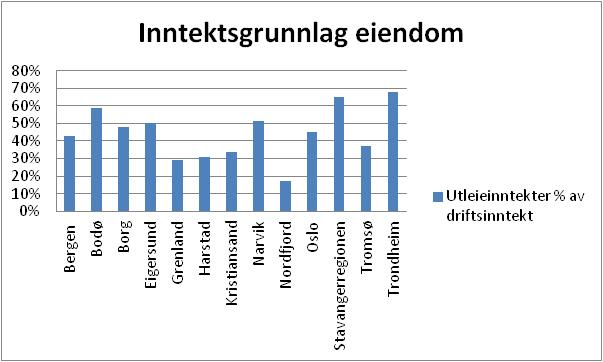 Inntektsgrunnlag eiendom
80%
70%
60%
50%
40%
30%
20%
10%
0%
Bergen
Bodø
Borg
Eigersund
Grenland
Harstad
Kristiansand
Narvik
Nordfjord
Oslo
Stavangerregionen
Tromsø
Trondheim
Utleieinntekter % av
driftsinntekt